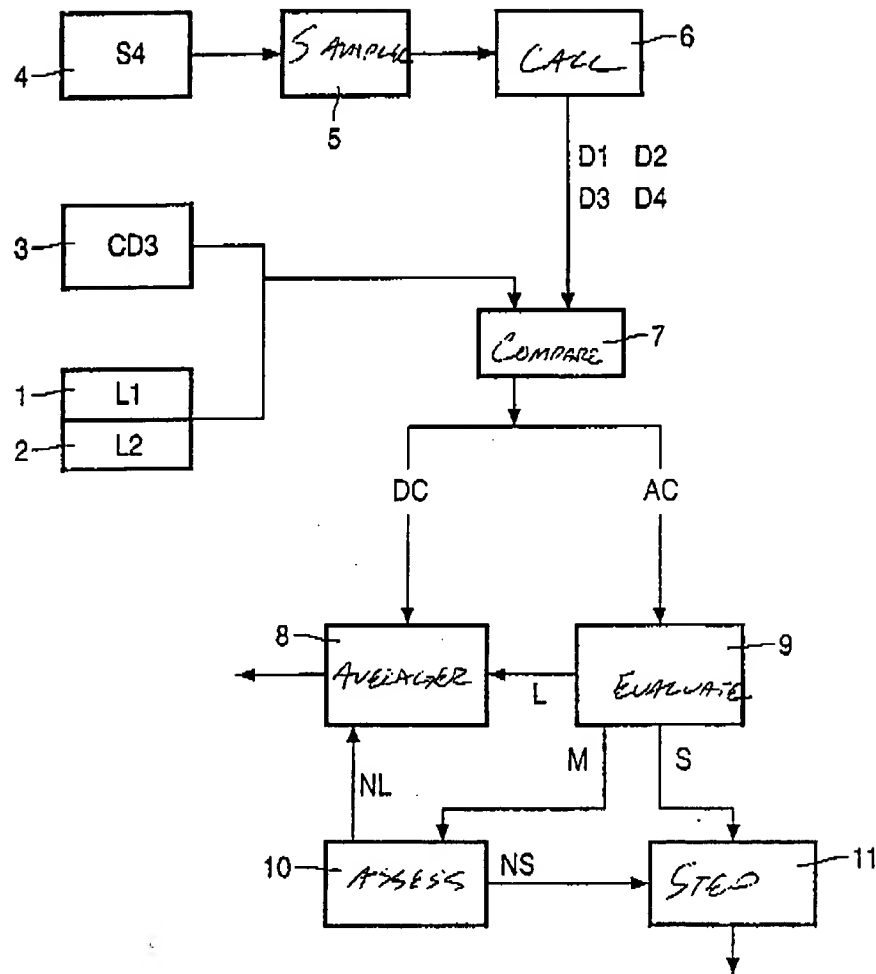 4
S4
SAMPLER
5
CALL
6
D1 D2
D3 D4
3
CD3
COMPARE
7
1
L1
2
L2
DC
AC
8
AVERAGER
9
EVALUATE
L
M
S
NL
10
ASSESS
NS
STEP
11